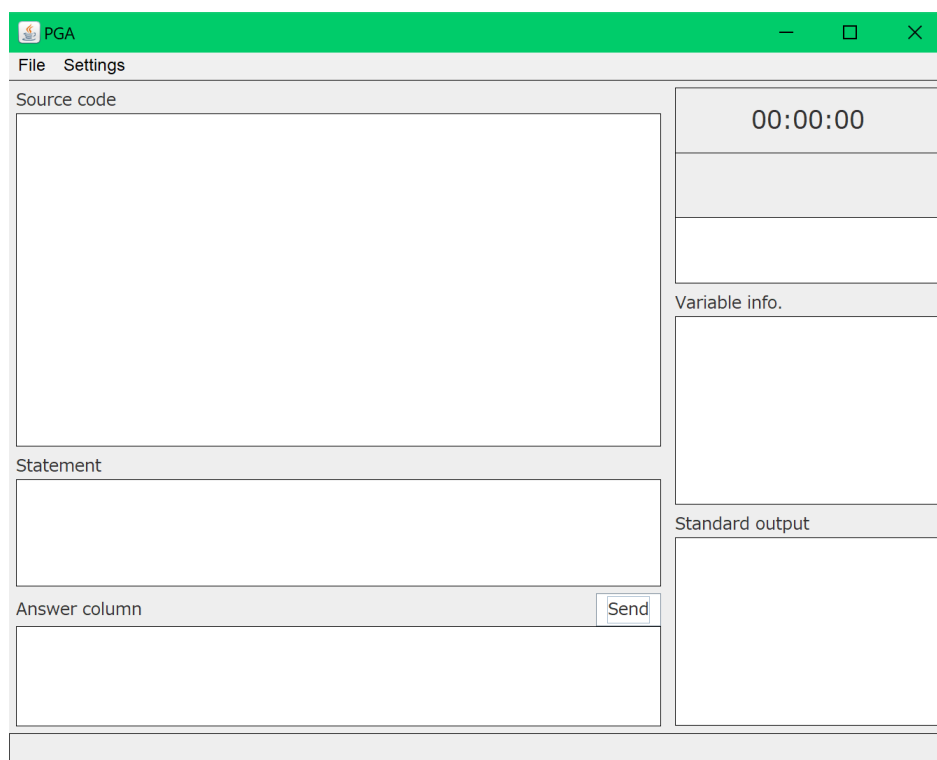 PGA
File Settings
Source code
00:00:00
Variable info.
Statement
Standard output
Answer column
Send